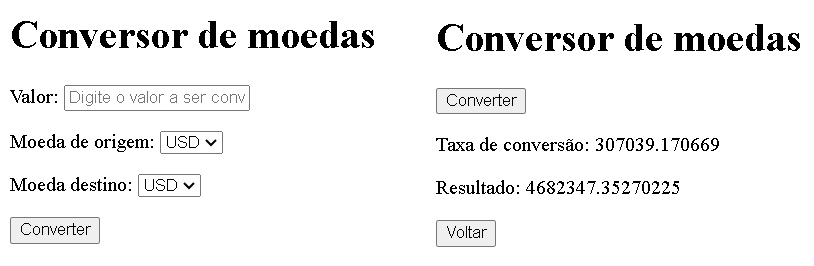 Conversor de moedas
Valor: Digite o valor a ser conv
Moeda de origem: USD
Moeda destino: USD
Converter
Conversor de moedas
Converter
Taxa de conversão: 307039.170669
Resultado: 4682347.35270225
Voltar